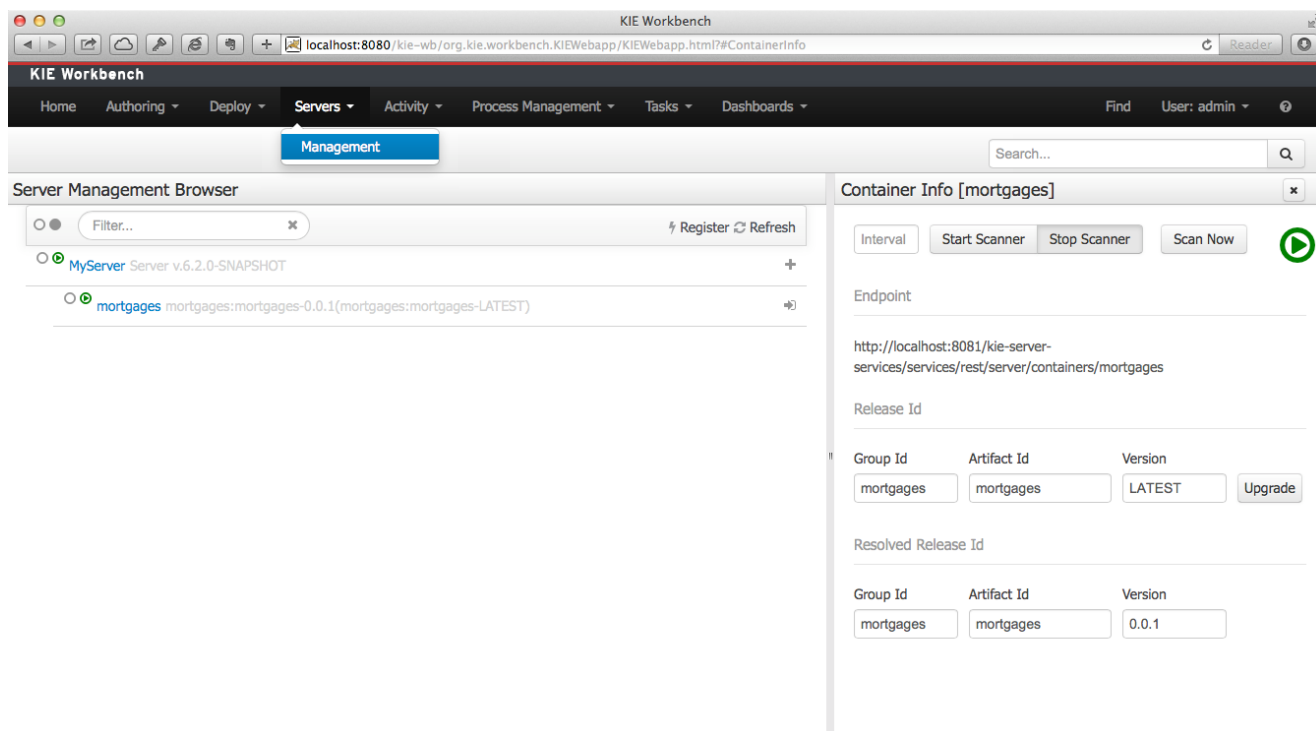 KIE Workbench
localhost:8080/kie-wb/org.kie.workbench.KIEWebapp/KIEWebapp.html?#ContainerInfo
Reader
KIE Workbench
Home Authoring Deploy Servers Activity Process Management Tasks Dashboards Find User: admin
Management
Search...
Server Management Browser
Filter...
Register Refresh
MyServer Server v.6.2.0-SNAPSHOT
mortgages mortgages:mortgages-0.0.1(mortgages:mortgages-LATEST)
Container Info [mortgages]
Interval Start Scanner Stop Scanner Scan Now
Endpoint
http://localhost:8081/kie-server-
services/services/rest/server/containers/mortgages
Release Id
Group Id Artifact Id Version
mortgages mortgages LATEST Upgrade
Resolved Release Id
Group Id Artifact Id Version
mortgages mortgages 0.0.1